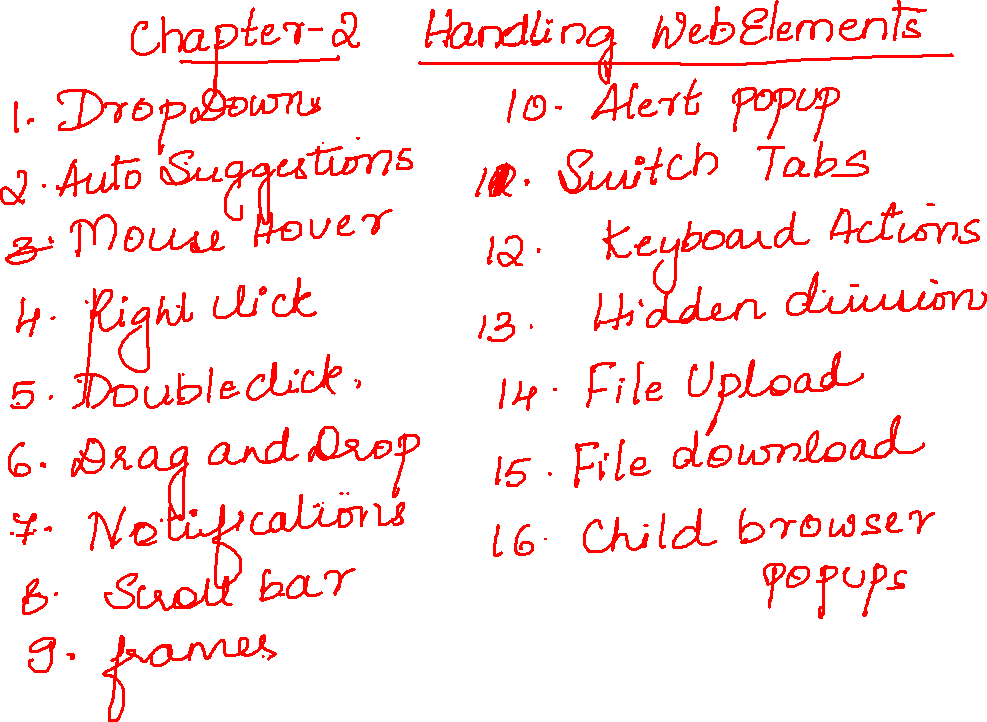 Chapter-2 Handling WebElements
1. DropDowns
2. Auto Suggestions
3. Mouse Hover
4. Right click
5. Doubleclick.
6. Drag and Drop
7. Notifications
8. Scroll bar
9. frames
10. Alert popup
11. Switch Tabs
12. Keyboard Actions
13. Hidden division
14. File Upload
15. File download
16. Child browser
popups